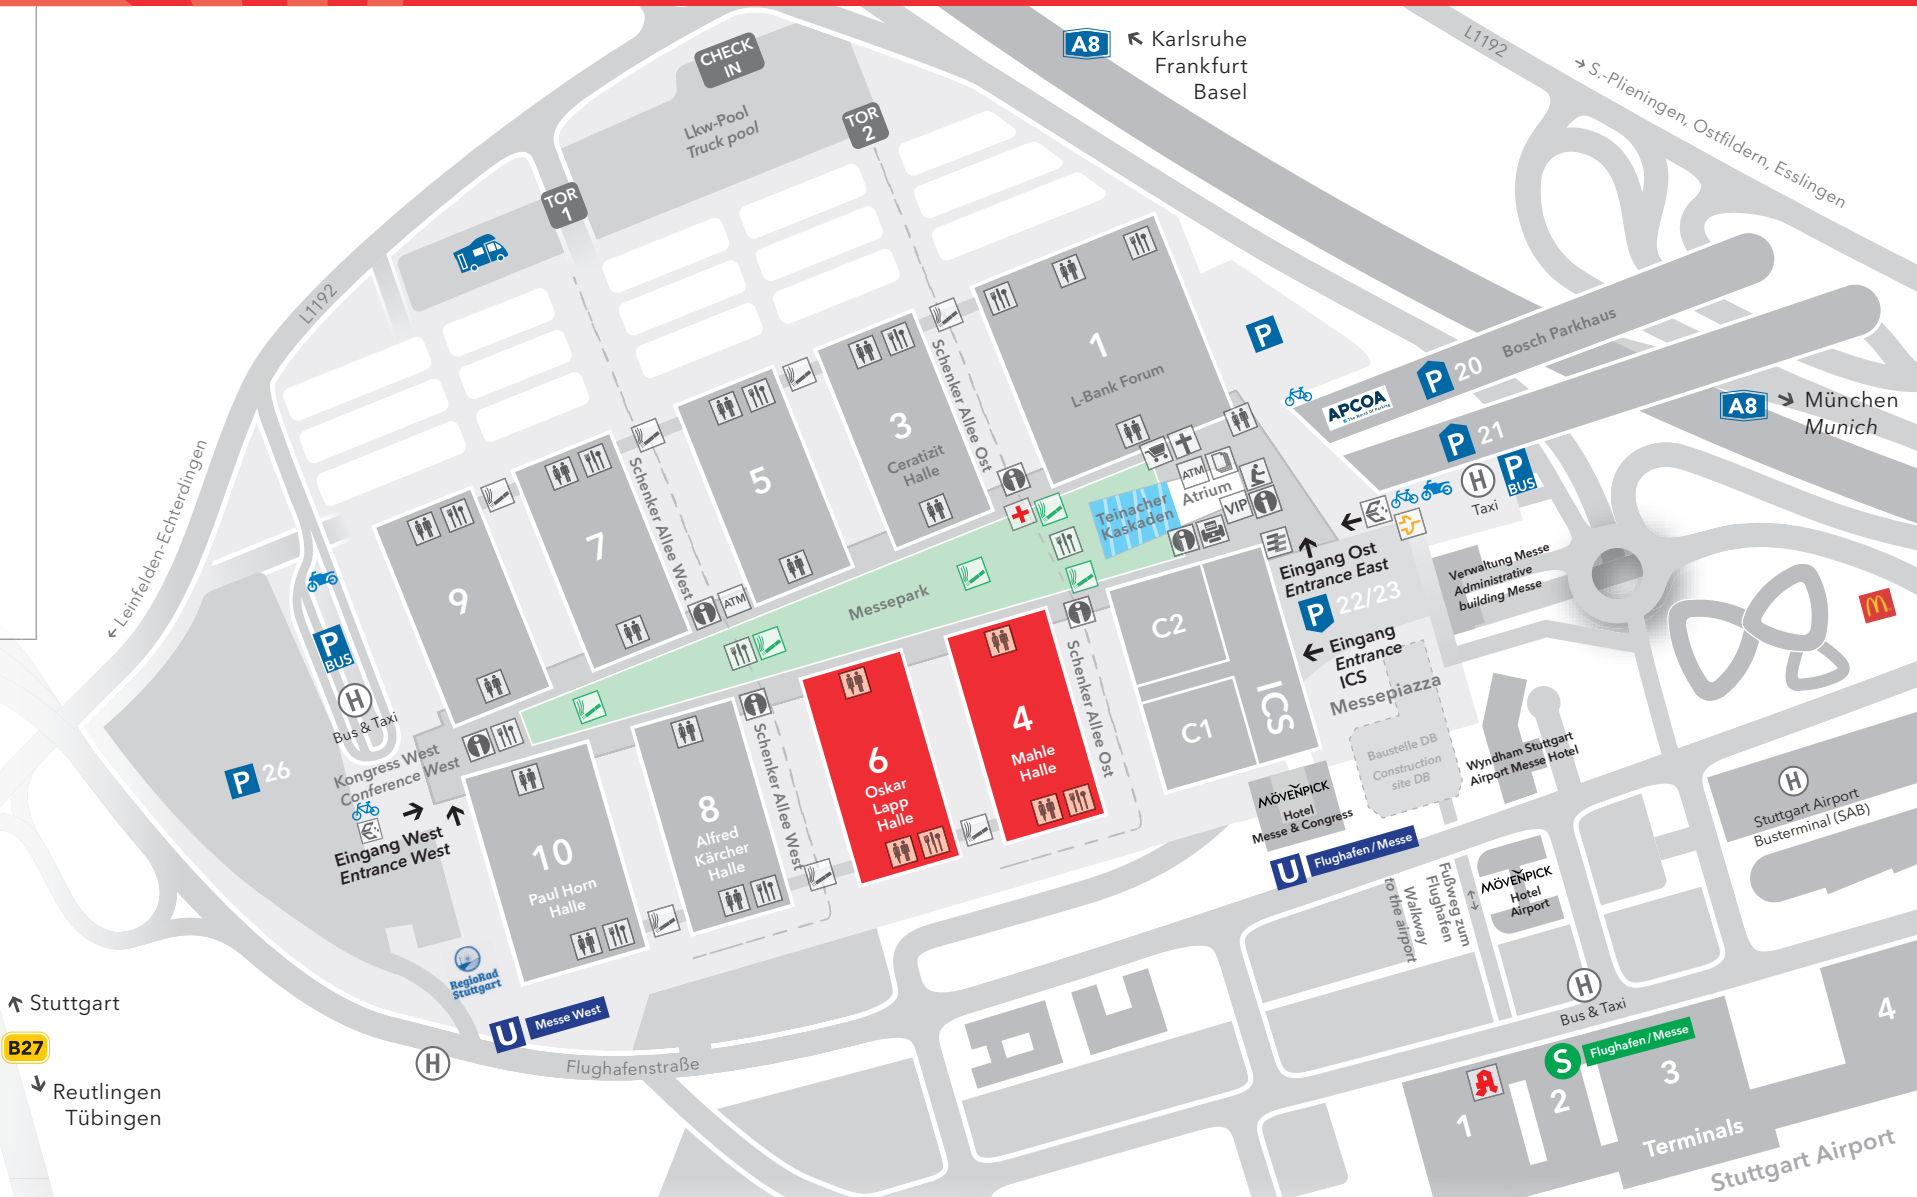 CHECK
IN
Lkw-Pool
Truck pool
TOR
1
TOR
2
A8
Karlsruhe
Frankfurt
Basel
L1192
S.-Plieningen, Ostfildern, Esslingen
L1192
Leinfelden-Echterdingen
1
L-Bank Forum
3
Ceratizit
Halle
5
7
9
Schenker Allee Ost
Schenker Allee West
P
Bosch Parkhaus
P 20
APCOA
P 21
A8
München
Munich
H
Taxi
P
BUS
ATM
Atrium
VIP
Teinacher
Kaskaden
ATM
Messepark
Eingang Ost
Entrance East
P 22/23
Eingang
Entrance
ICS
Messepiazza
Verwaltung Messe
Administrative
building Messe
C2
C1
ICS
Baustelle DB
Construction
site DB
Wyndham Stuttgart
Airport Messe Hotel
MÖVENPICK
Hotel
Messe & Congress
U Flughafen/Messe
P
BUS
H
Bus & Taxi
Kongress West
Conference West
P 26
Eingang West
Entrance West
10
Paul Horn
Halle
8
Alfred
Kärcher
Halle
Schenker Allee West
6
Oskar
Lapp
Halle
4
Mahle
Halle
Schenker Allee Ost
RegioRad
Stuttgart
U Messe West
H
Flughafenstraße
Stuttgart
B27
Reutlingen
Tübingen
Fußweg zum
Flughafen
Walkway
to the airport
MÖVENPICK
Hotel
Airport
H
Stuttgart Airport
Busterminal (SAB)
H
Bus & Taxi
S Flughafen/Messe
1
2
3
4
Terminals
Stuttgart Airport